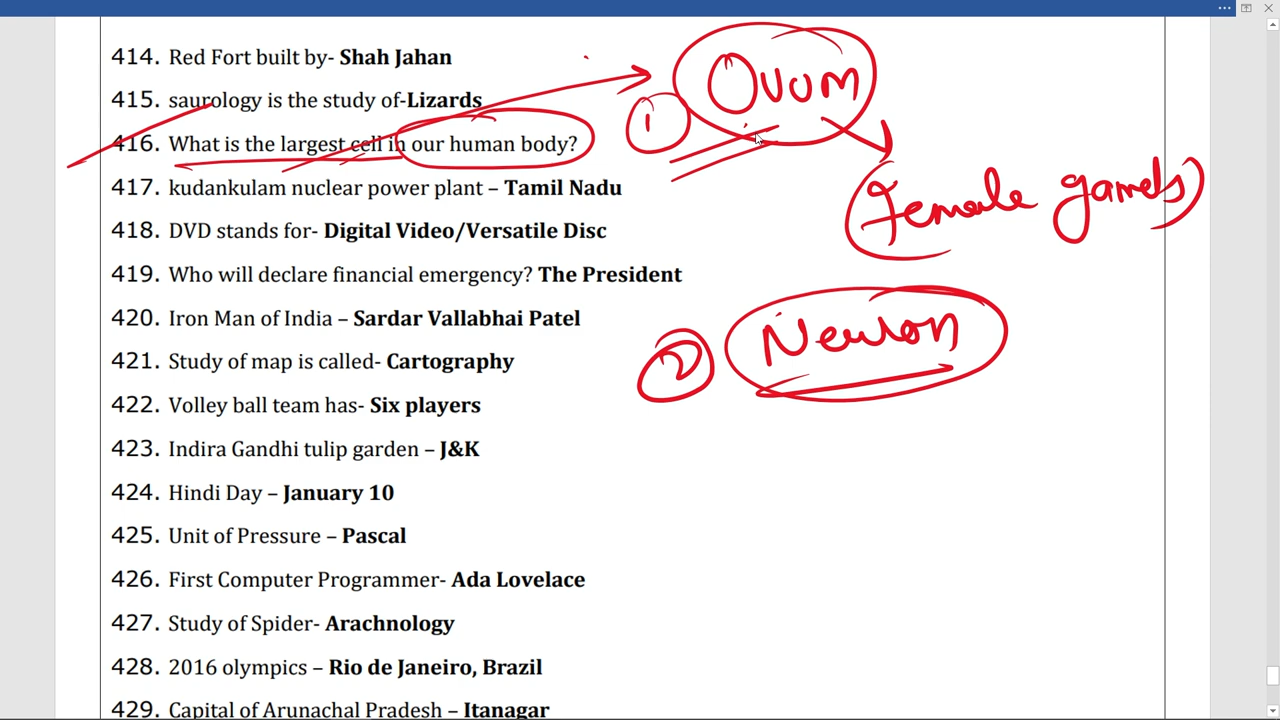 414. Red Fort built by- Shah Jahan
415. saurology is the study of-Lizards
416. What is the largest cell in our human body?
① Ovum
Female gamets)
417. kudankulam nuclear power plant – Tamil Nadu
418. DVD stands for- Digital Video/Versatile Disc
419. Who will declare financial emergency? The President
420. Iron Man of India – Sardar Vallabhai Patel
② Neuron
421. Study of map is called- Cartography
422. Volley ball team has- Six players
423. Indira Gandhi tulip garden – J&K
424. Hindi Day – January 10
425. Unit of Pressure – Pascal
426. First Computer Programmer- Ada Lovelace
427. Study of Spider- Arachnology
428. 2016 olympics – Rio de Janeiro, Brazil
429. Capital of Arunachal Pradesh – Itanagar